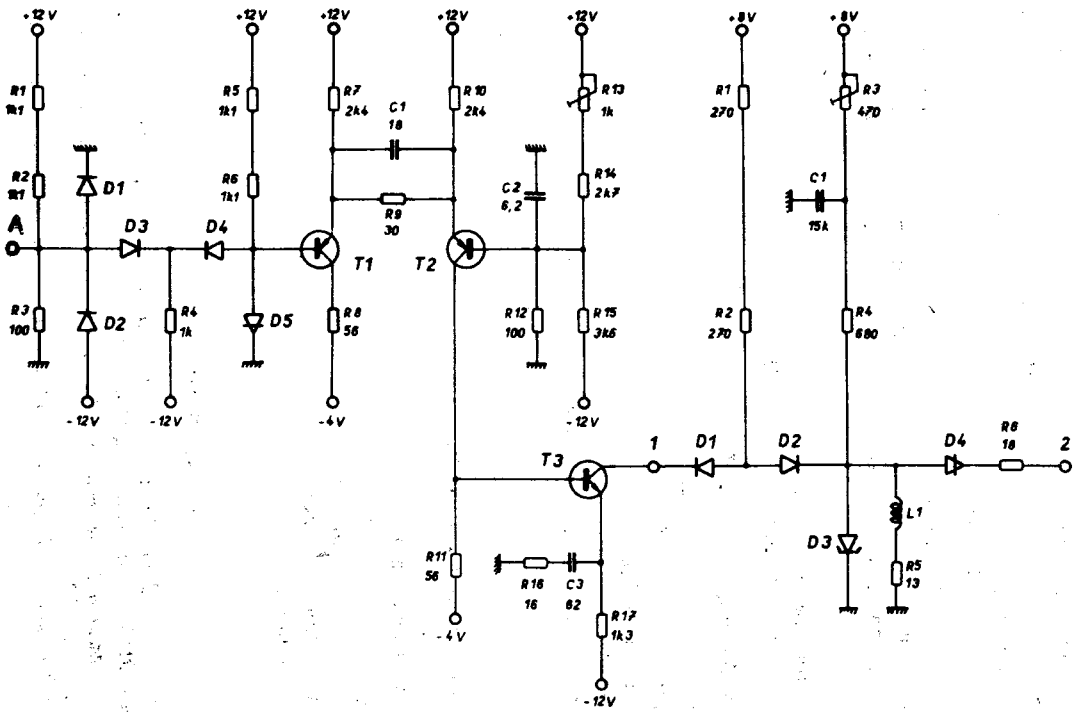 +12V
+12V
+12V
+12V
+12V
+8V
+8V
R1
1k1
R5
1k1
R7
2k4
C1
18
R10
2k4
R13
1k
R1
270
R3
470
R2
1k1
D1
R6
1k1
R9
30
C2
6,2
R14
2k7
C1
15k
A
D3
D4
T1
T2
R3
100
D2
R4
1k
D5
R8
56
R12
100
R15
3k6
R2
270
R4
680
-12V
-12V
-4V
-12V
T3
1
D1
D2
D4
R6
18
2
R11
56
R16
16
C3
62
D3
L1
R5
13
R17
1k3
-4V
-12V